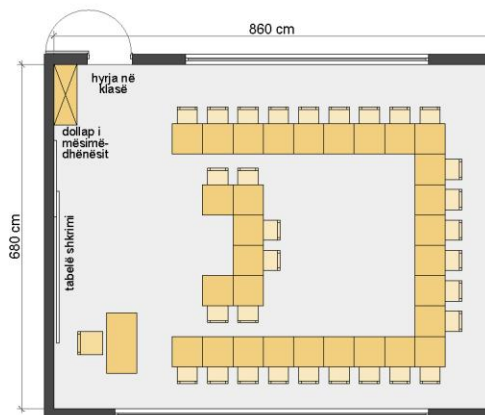 860 cm
hyrja në
klasë
dollap i
mësimë-
dhënësit
680 cm
tabelë shkrimi